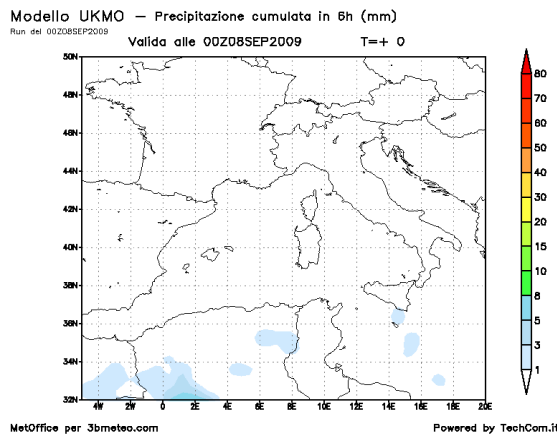 Modello UKMO – Precipitazione cumulata in 6h (mm)
Run del 00Z08SEP2009
Valida alle 00Z08SEP2009 T=+ 0
50N
48N
46N
44N
42N
40N
38N
36N
34N
32N
4W 2W 0 2E 4E 6E 8E 10E 12E 14E 16E 18E 20E
80
70
60
50
40
30
20
15
10
8
5
3
1
MetOffice per 3bmeteo.com Powered by TechCom.it